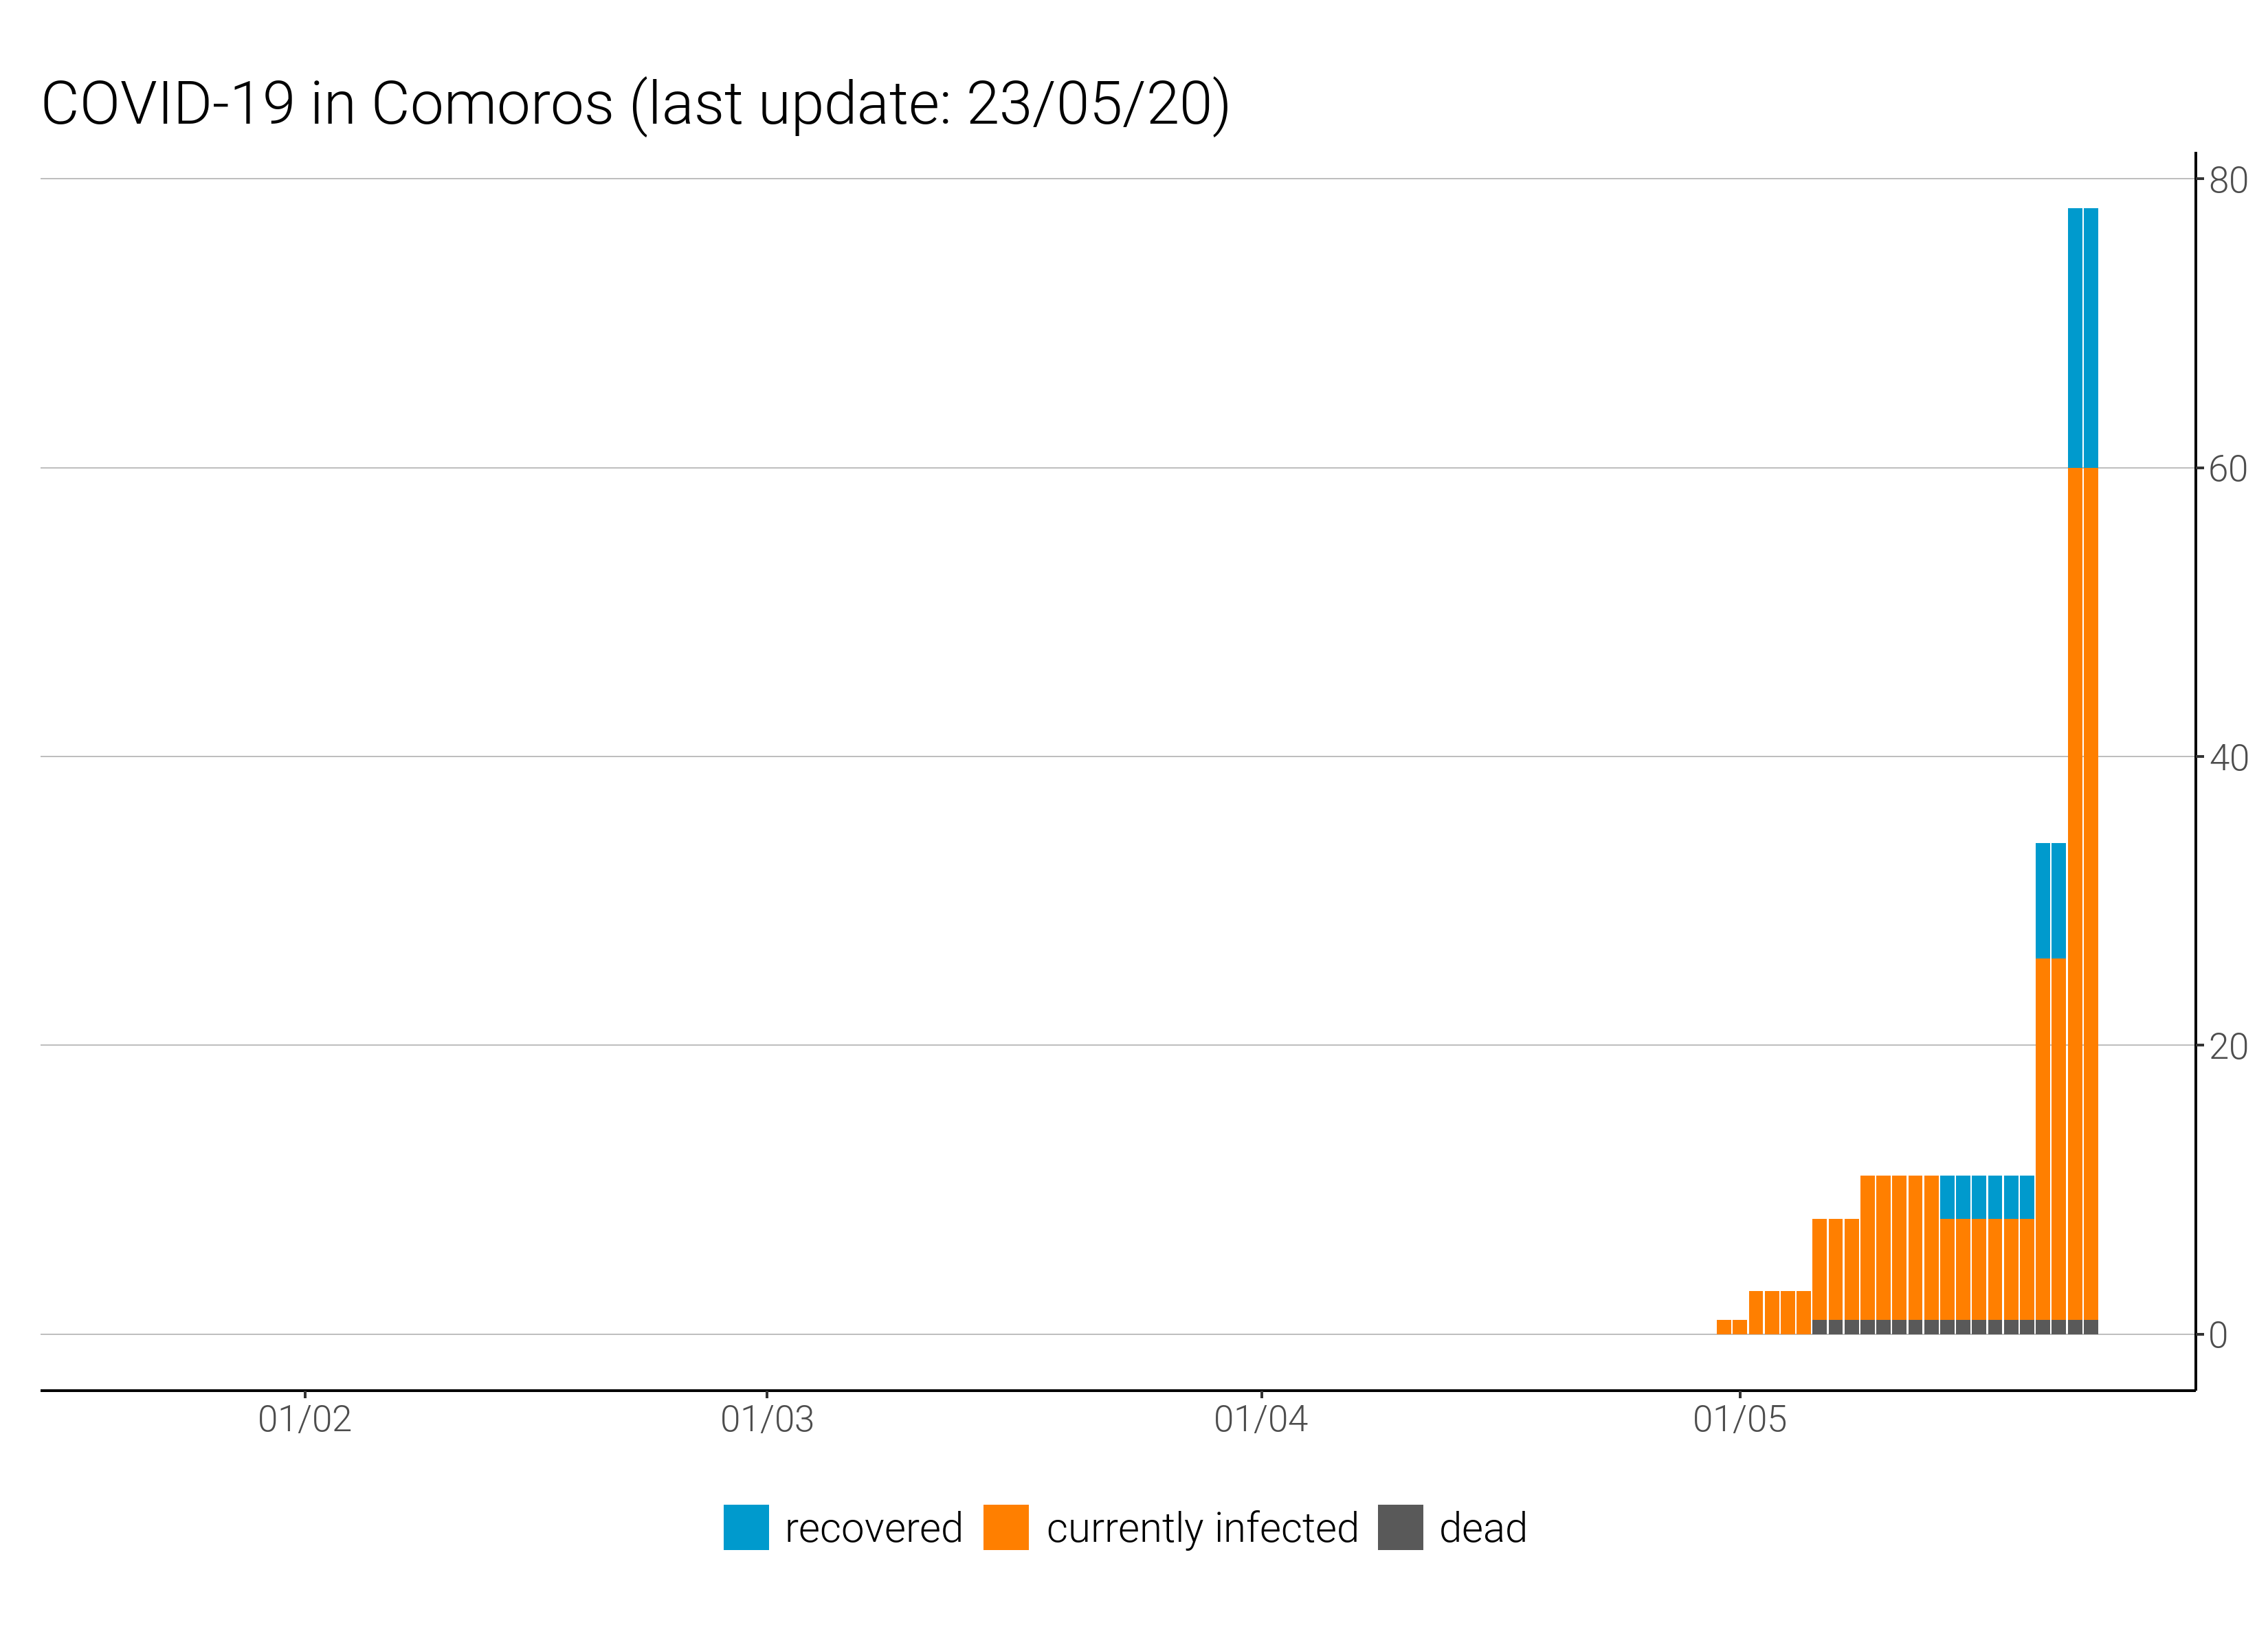 COVID-19 in Comoros (last update: 23/05/20)
80
60
40
20
0
01/02 01/03 01/04 01/05
recovered currently infected dead